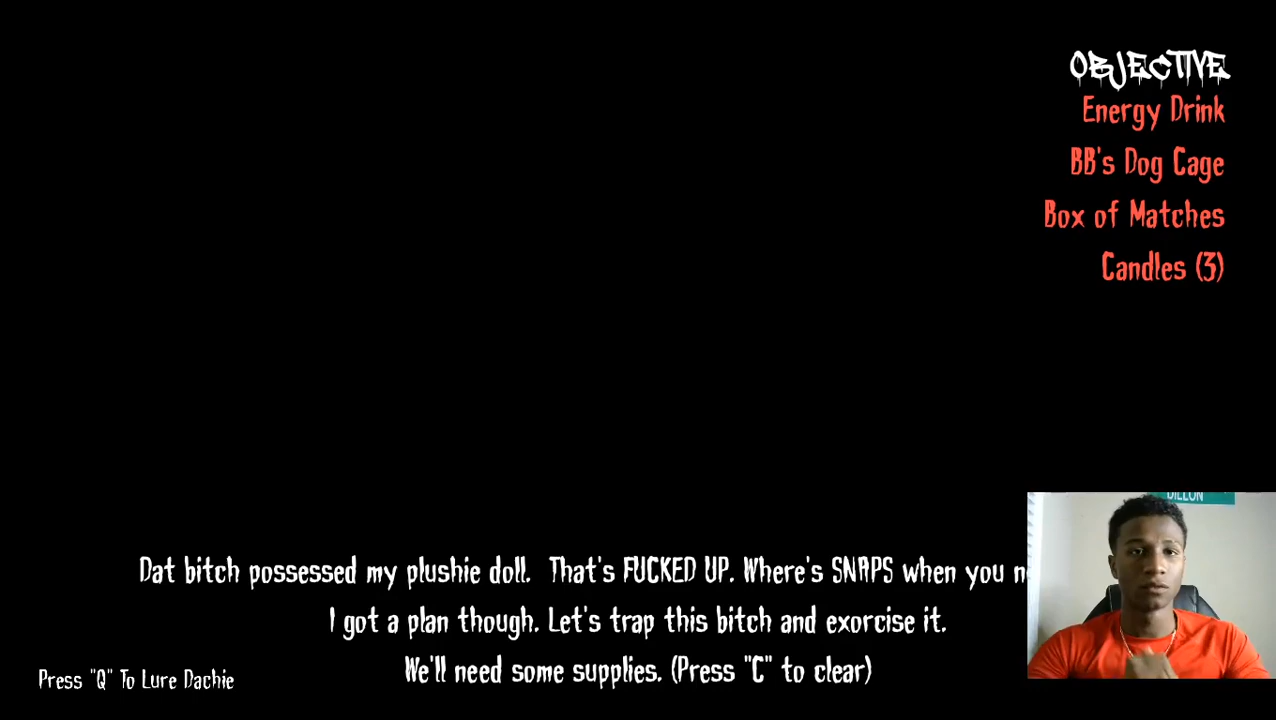 OBJECTIVE
Energy Drink
BB's Dog Cage
Box of Matches
Candles (3)
DILLON
Dat bitch possessed my plushie doll. That's FUCKED UP. Where's SNAPS when you
I got a plan though. Let's trap this bitch and exorcise it.
We'll need some supplies. (Press "C" to clear)
Press "Q" To Lure Dachie